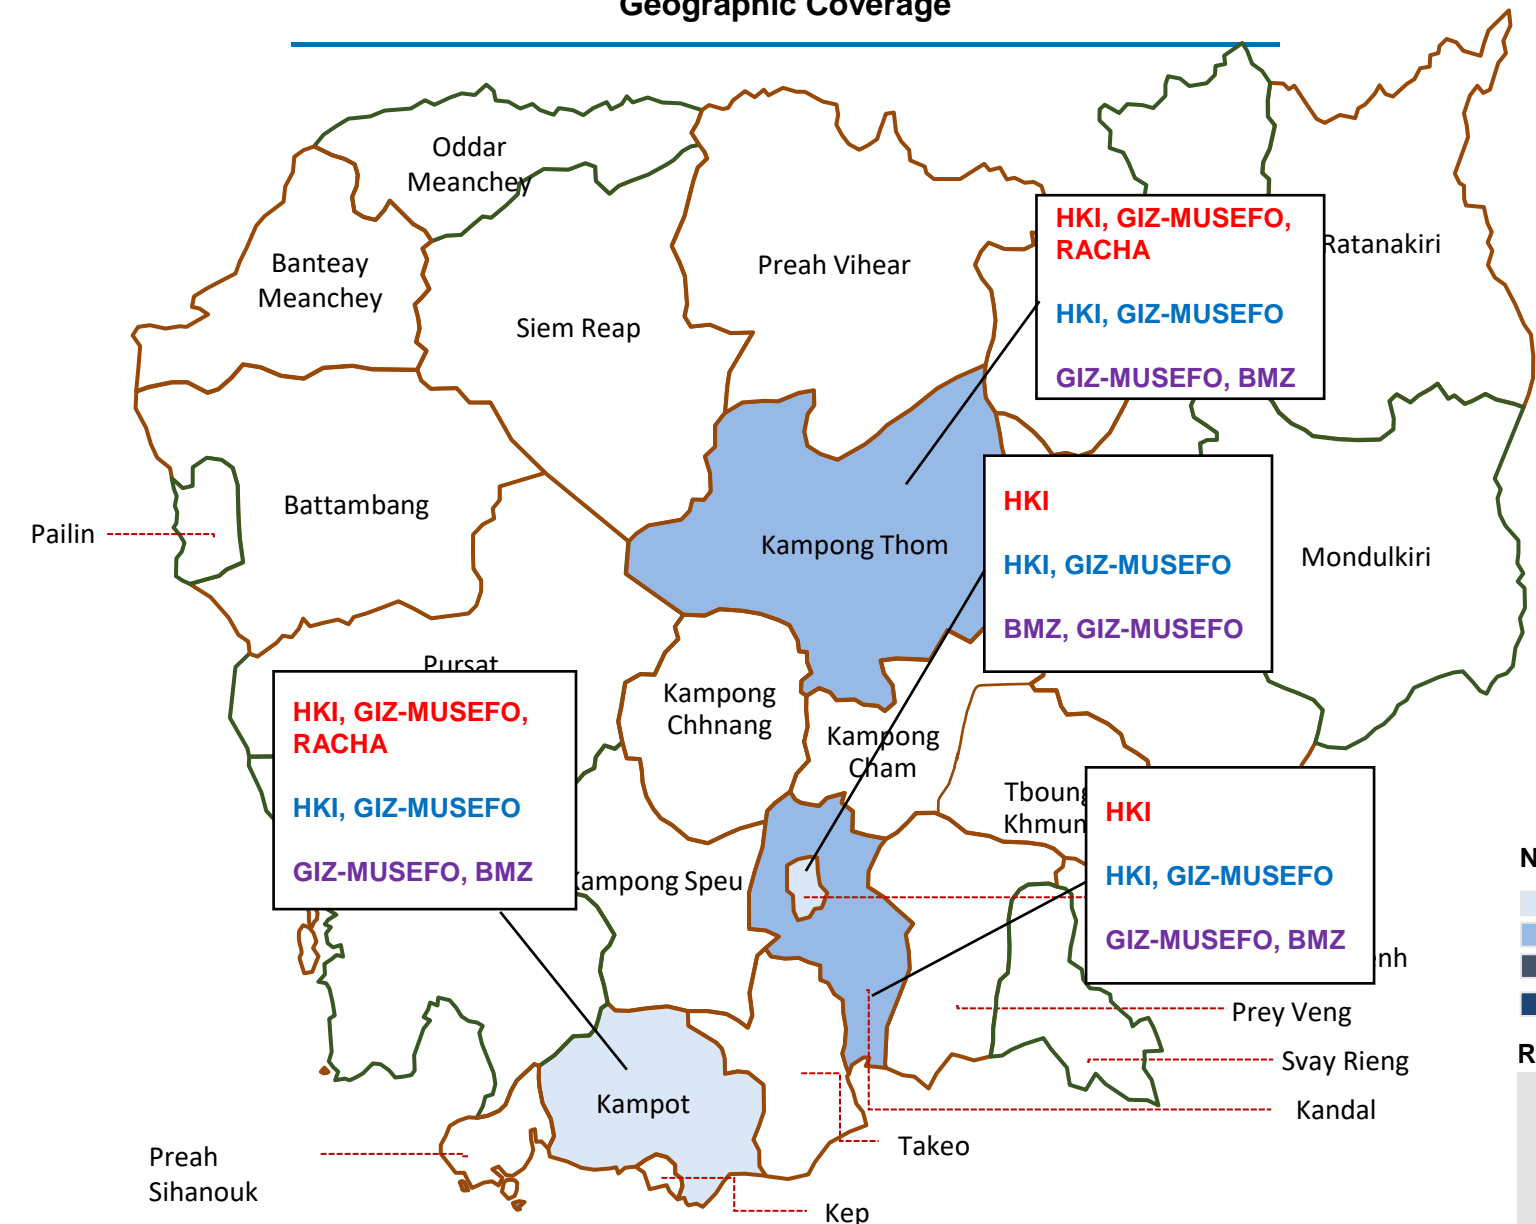 Geographic Coverage
Oddar
Meanchey
Banteay
Meanchey
Siem Reap
Preah Vihear
HKI, GIZ-MUSEFO,
RACHA
HKI, GIZ-MUSEFO
GIZ-MUSEFO, BMZ
Ratanakiri
Battambang
Pailin
Kampong Thom
HKI
HKI, GIZ-MUSEFO
BMZ, GIZ-MUSEFO
Mondulkiri
Pursat
HKI, GIZ-MUSEFO,
RACHA
HKI, GIZ-MUSEFO
GIZ-MUSEFO, BMZ
Kampong
Chhnang
Kampong
Cham
Tboung
Khmun
HKI
HKI, GIZ-MUSEFO
GIZ-MUSEFO, BMZ
Kampong Speu
N
enh
Prey Veng
R
Svay Rieng
Kandal
Kampot
Takeo
Preah
Sihanouk
Kep